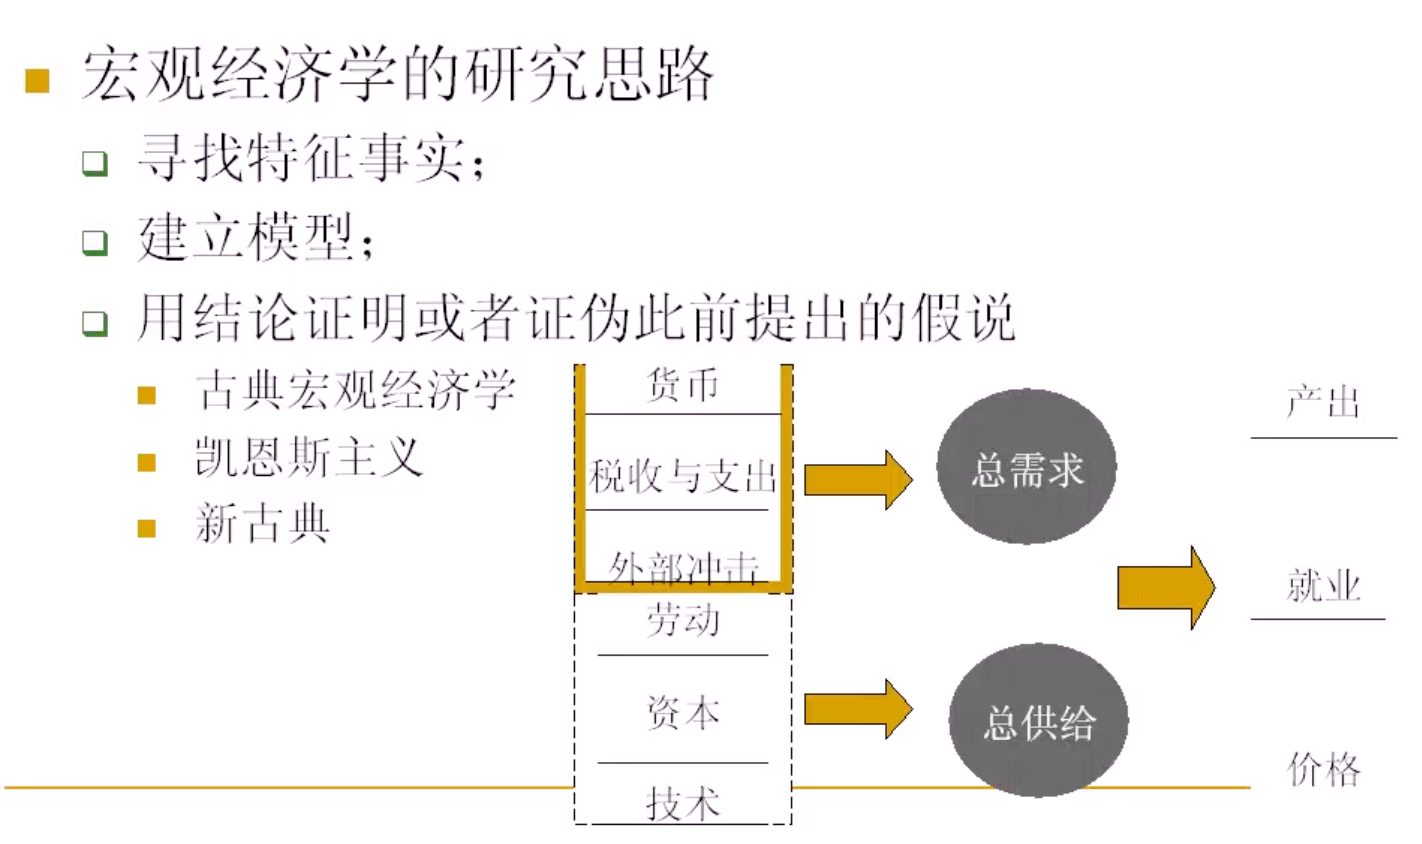 宏观经济学的研究思路
寻找特征事实；
建立模型；
用结论证明或者证伪此前提出的假说
古典宏观经济学
凯恩斯主义
新古典
货币
税收与支出
外部冲击
劳动
资本
技术
总需求
总供给
产出
就业
价格